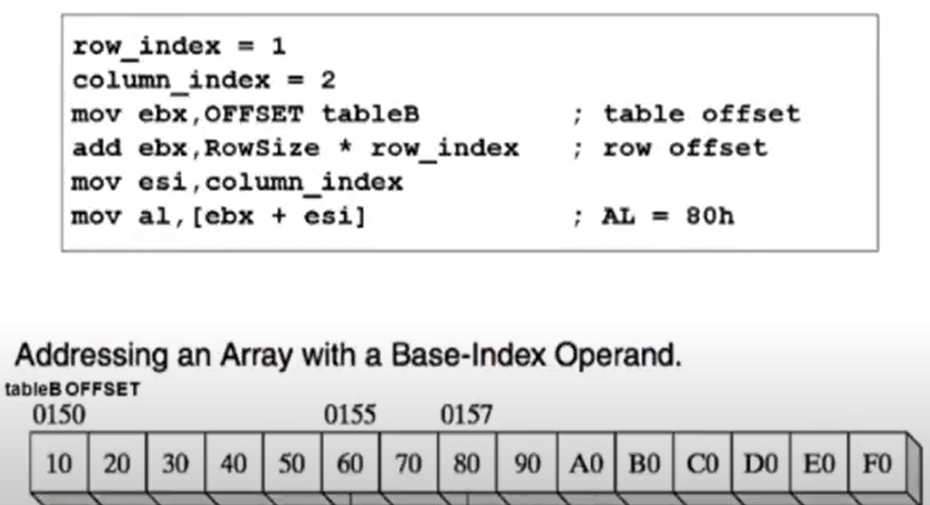 row_index = 1
column_index = 2
mov ebx,OFFSET tableB ; table offset
add ebx,RowSize * row_index ; row offset
mov esi,column_index
mov al,[ebx + esi] ; AL = 80h
Addressing an Array with a Base-Index Operand.
tableB OFFSET
0150 0155 0157
10 20 30 40 50 60 70 80 90 A0 B0 C0 D0 E0 F0